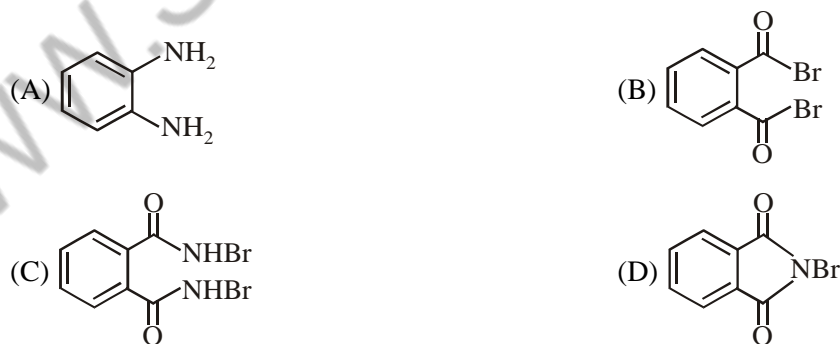 O
(A) NH2 (B) Br
NH2 Br
O
O O
(C) NHBr (D) NBr
NHBr
O O